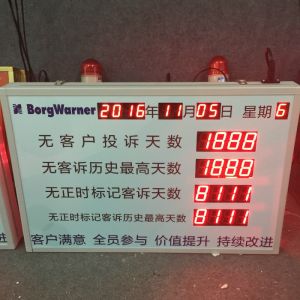 BorgWarner 2016年11月05日 星期6
无客户投诉天数 1888
无客诉历史最高天数 1888
无正时标记客诉天数 8111
无正时标记客诉历史最高天数 8111
客户满意 全员参与 价值提升 持续改进